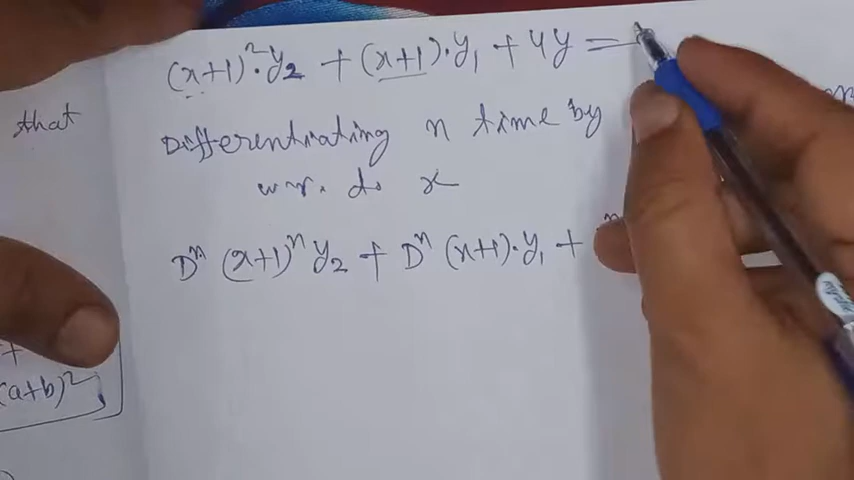 that
(x+1)²·y₂ + (x+1)·y₁ + 4y =
Differentiating n time by
w.r. to x
Dⁿ (x+1)ⁿ y₂ + Dⁿ (x+1)·y₁ +
+
(a+b)²